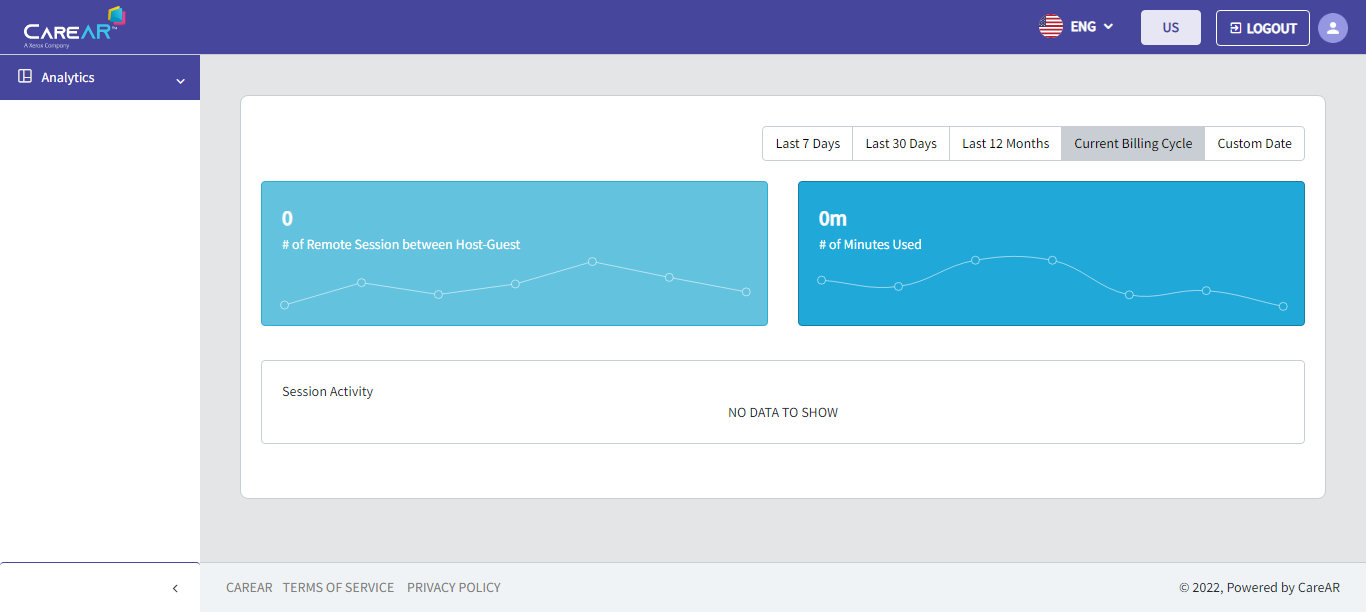 CAREAR™
A Xerox Company
ENG
US
LOGOUT
Analytics
Last 7 Days
Last 30 Days
Last 12 Months
Current Billing Cycle
Custom Date
0
# of Remote Session between Host-Guest
0m
# of Minutes Used
Session Activity
NO DATA TO SHOW
CAREAR
TERMS OF SERVICE
PRIVACY POLICY
© 2022, Powered by CareAR